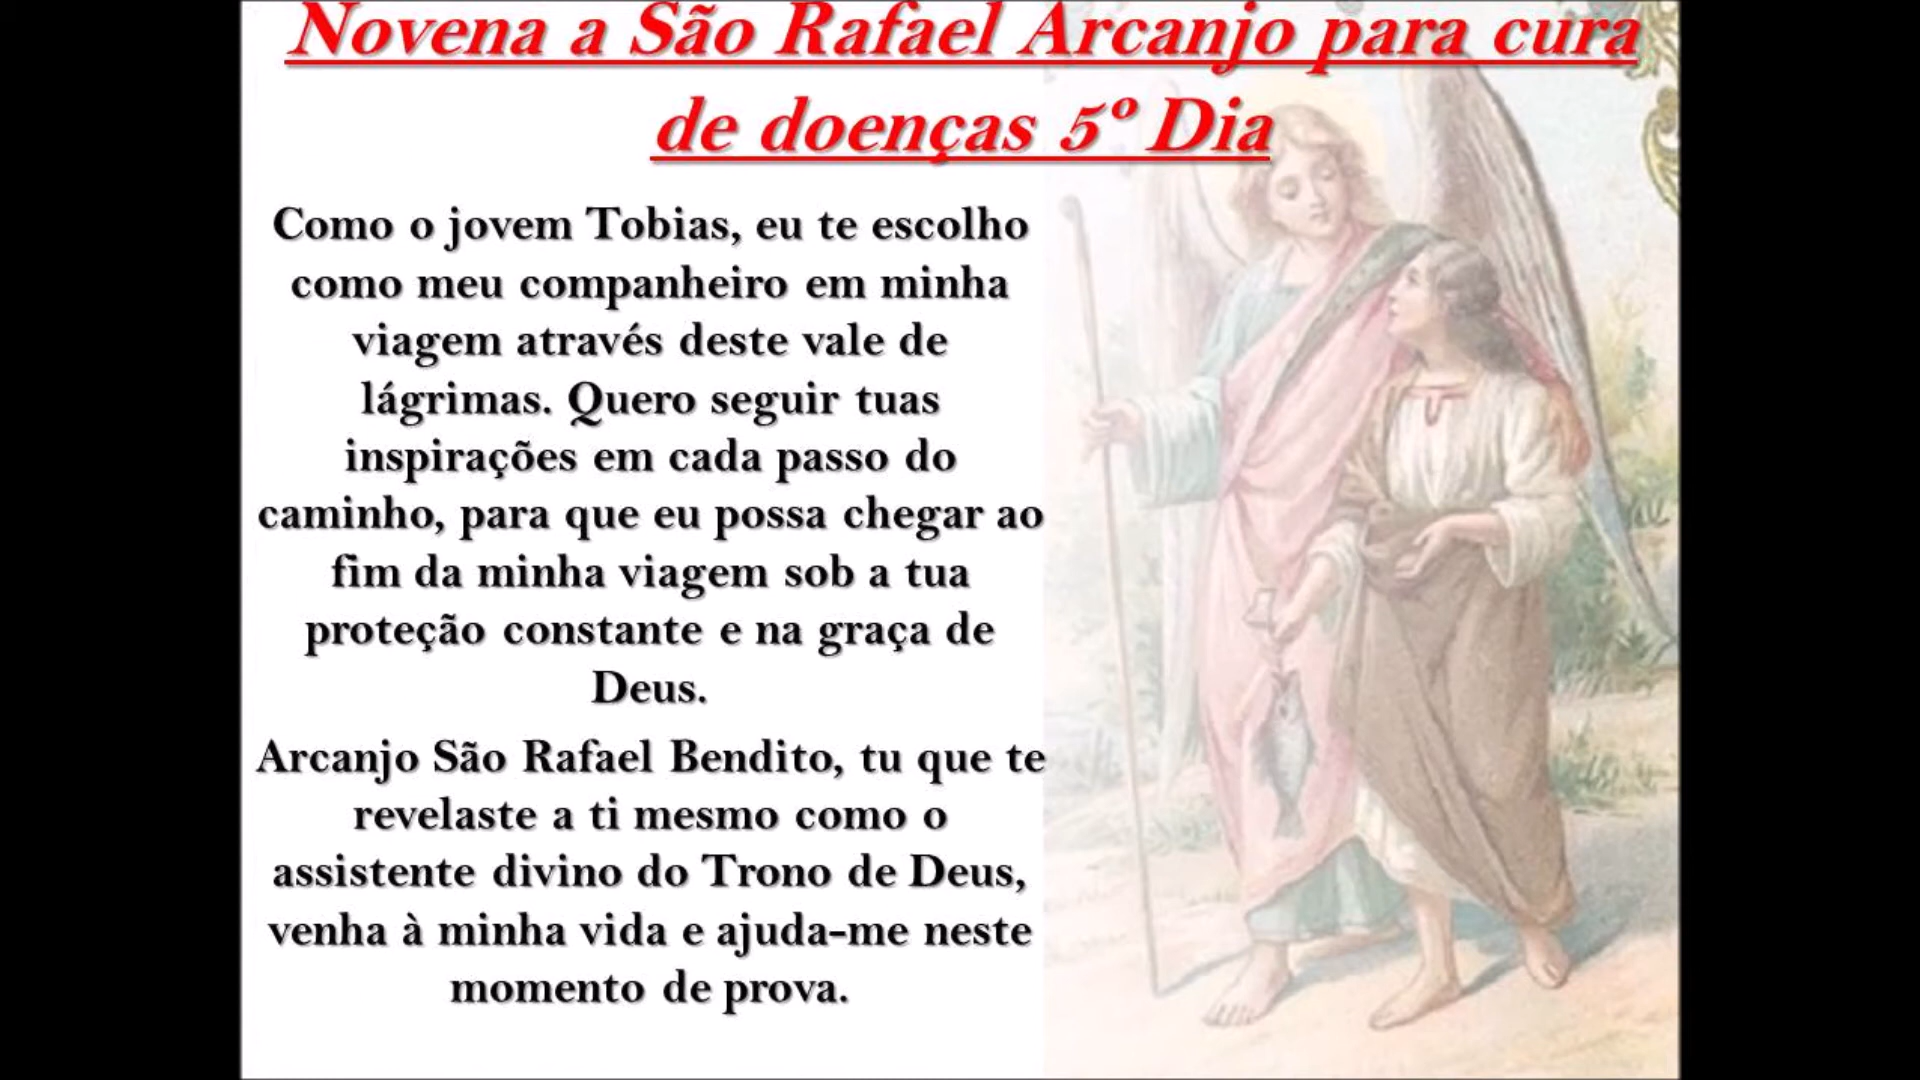 Novena a São Rafael Arcanjo para cura
de doenças 5º Dia
Como o jovem Tobias, eu te escolho
como meu companheiro em minha
viagem através deste vale de
lágrimas. Quero seguir tuas
inspirações em cada passo do
caminho, para que eu possa chegar ao
fim da minha viagem sob a tua
proteção constante e na graça de
Deus.
Arcanjo São Rafael Bendito, tu que te
revelaste a ti mesmo como o
assistente divino do Trono de Deus,
venha à minha vida e ajuda-me neste
momento de prova.